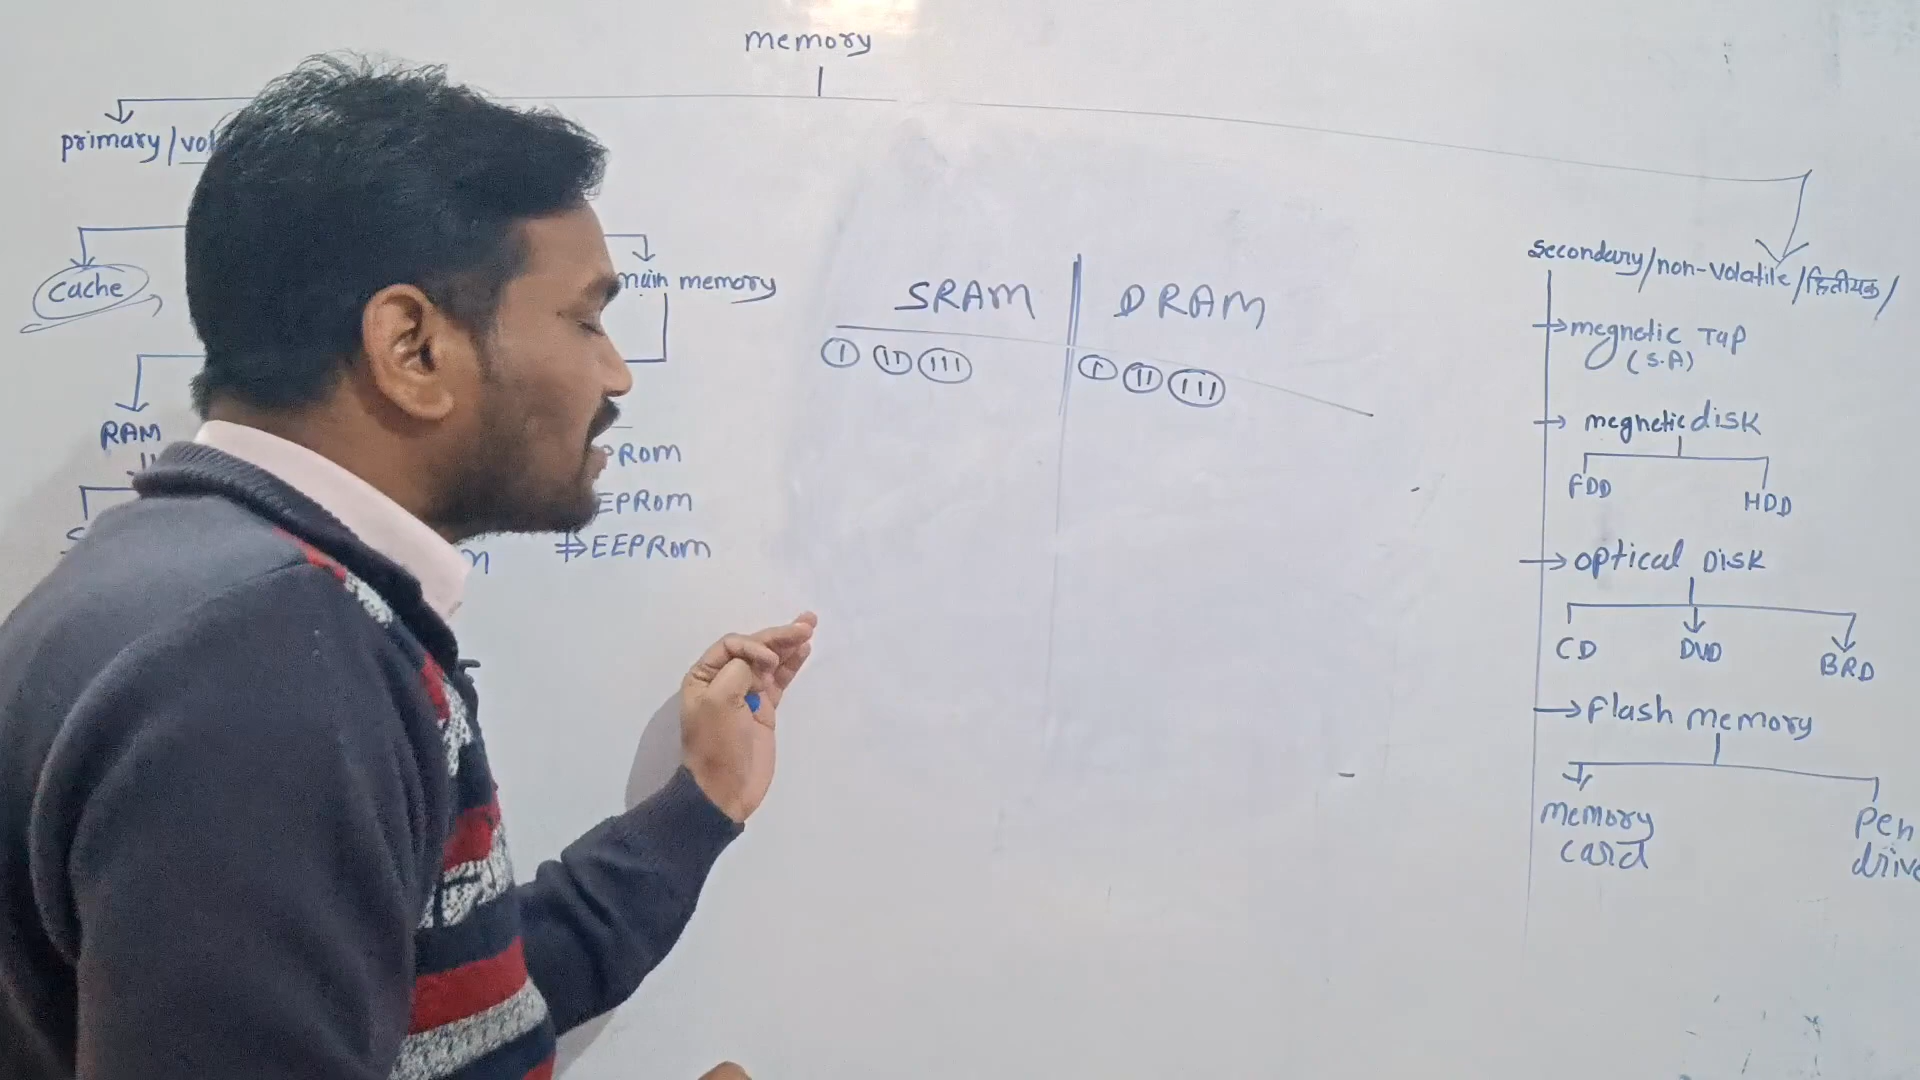 memory
primary/vol
cache
main memory
RAM
PROM
EPROM
EEPROM
SRAM
DRAM
I II III
I II III
secondary/non-volatile/द्वितीयक/
megnetic Tap
(S.A)
megnetic disk
FDD
HDD
optical disk
CD
DVD
BRD
Flash memory
memory
card
pen
drive